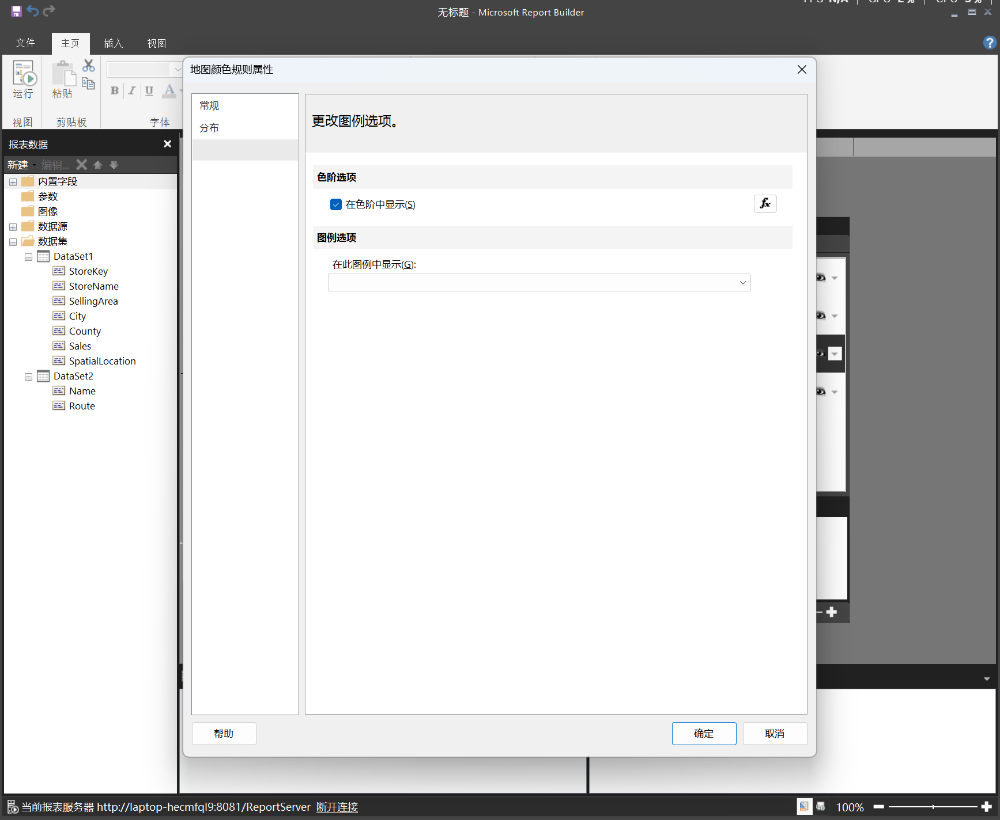 无标题 - Microsoft Report Builder
文件
主页
插入
视图
运行
粘贴
B I U A
视图
剪贴板
字体
报表数据
新建
编辑...
内置字段
参数
图像
数据源
数据集
DataSet1
StoreKey
StoreName
SellingArea
City
County
Sales
SpatialLocation
DataSet2
Name
Route
地图颜色规则属性
常规
分布
更改图例选项。
色阶选项
在色阶中显示(S)
fx
图例选项
在此图例中显示(G):
帮助
确定
取消
当前报表服务器 http://laptop-hecmfql9:8081/ReportServer 断开连接
100%